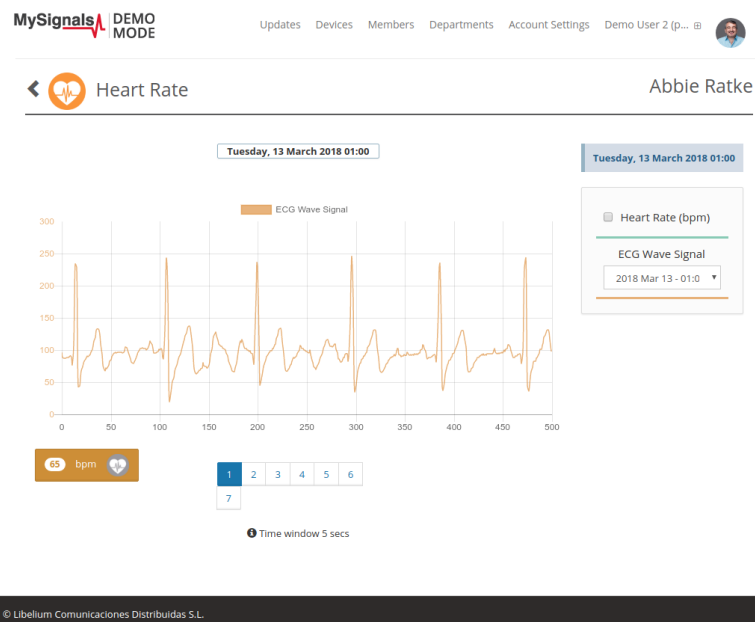 MySignals DEMO MODE
Updates Devices Members Departments Account Settings Demo User 2 (p...
Heart Rate
Abbie Ratke
Tuesday, 13 March 2018 01:00
Tuesday, 13 March 2018 01:00
ECG Wave Signal
300
250
200
150
100
50
0
0 50 100 150 200 250 300 350 400 450 500
Heart Rate (bpm)
ECG Wave Signal
2018 Mar 13 - 01:0
65 bpm
1 2 3 4 5 6
7
Time window 5 secs
© Libelium Comunicaciones Distribuidas S.L.